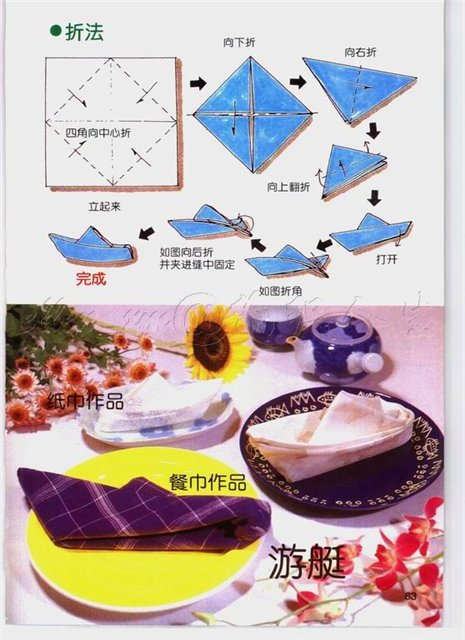 ●折法
向下折
向右折
四角向中心折
向上翻折
立起来
如图向后折
并夹进缝中固定
打开
完成
如图折角
纸巾作品
餐巾作品
游艇
63